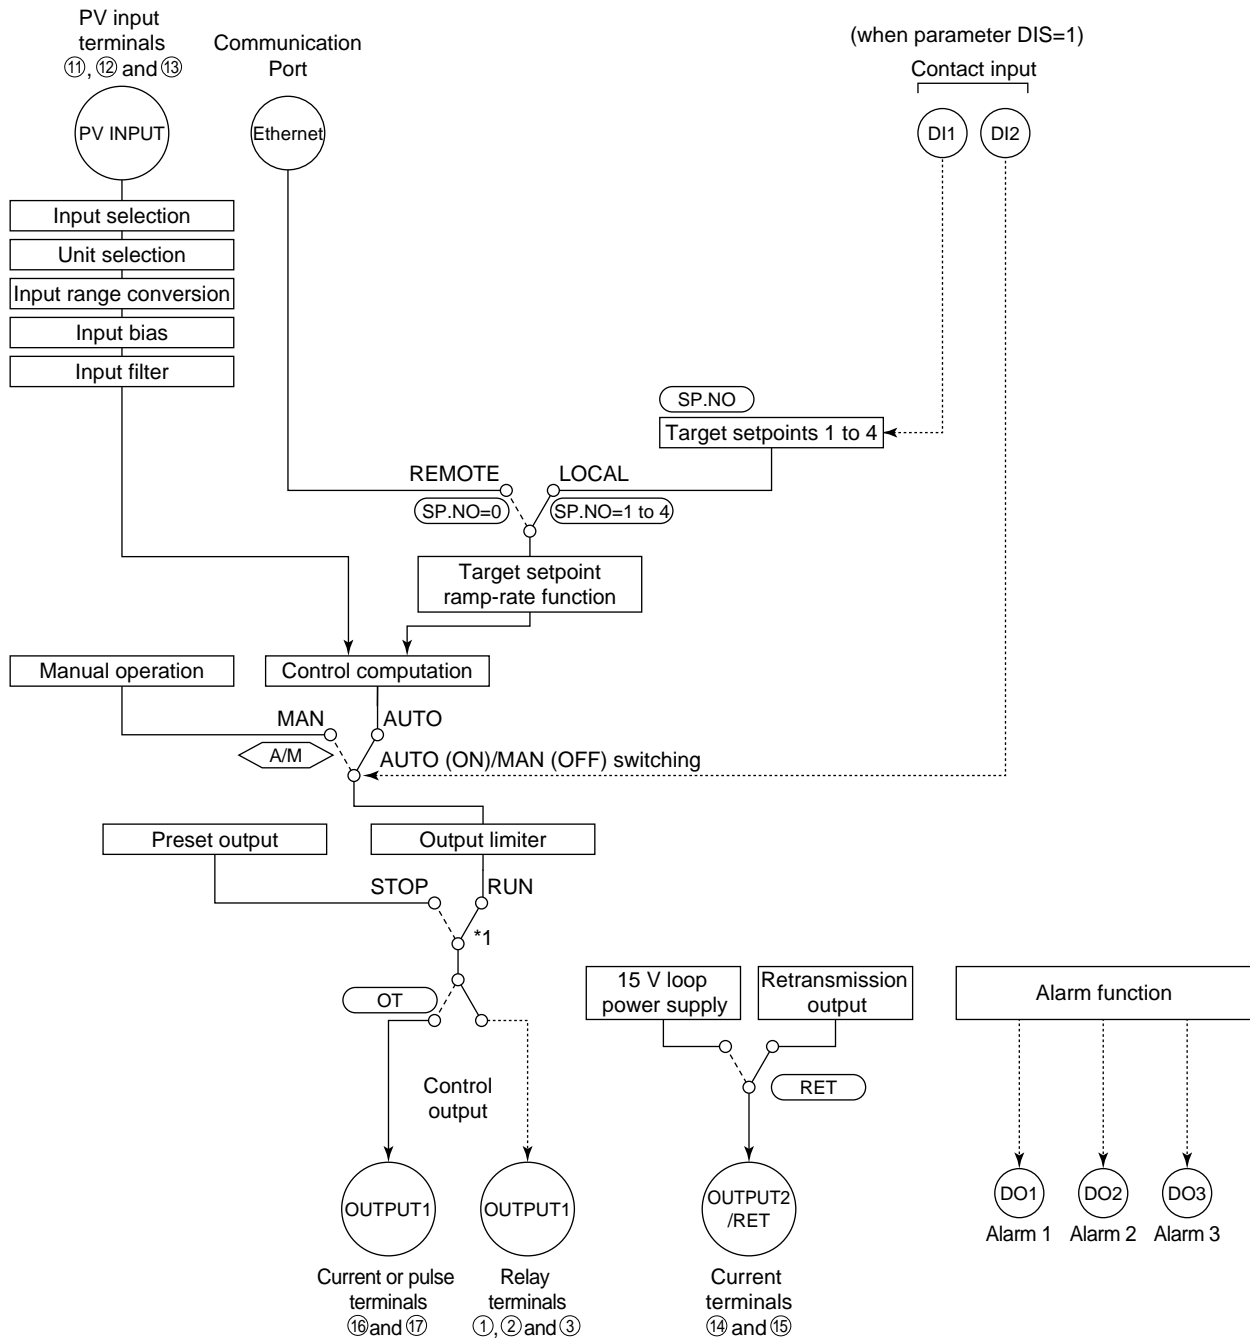 PV input
terminals
⑪, ⑫ and ⑬
Communication
Port
(when parameter DIS=1)
Contact input
PV INPUT
Ethernet
DI1
DI2
Input selection
Unit selection
Input range conversion
Input bias
Input filter
SP.NO
Target setpoints 1 to 4
REMOTE
LOCAL
SP.NO=0
SP.NO=1 to 4
Target setpoint
ramp-rate function
Manual operation
Control computation
MAN
AUTO
A/M
AUTO (ON)/MAN (OFF) switching
Preset output
Output limiter
STOP
RUN
*1
OT
15 V loop
power supply
Retransmission
output
Alarm function
RET
Control
output
OUTPUT1
OUTPUT1
OUTPUT2
/RET
DO1
DO2
DO3
Alarm 1
Alarm 2
Alarm 3
Current or pulse
terminals
⑯and ⑰
Relay
terminals
①, ② and ③
Current
terminals
⑭ and ⑮